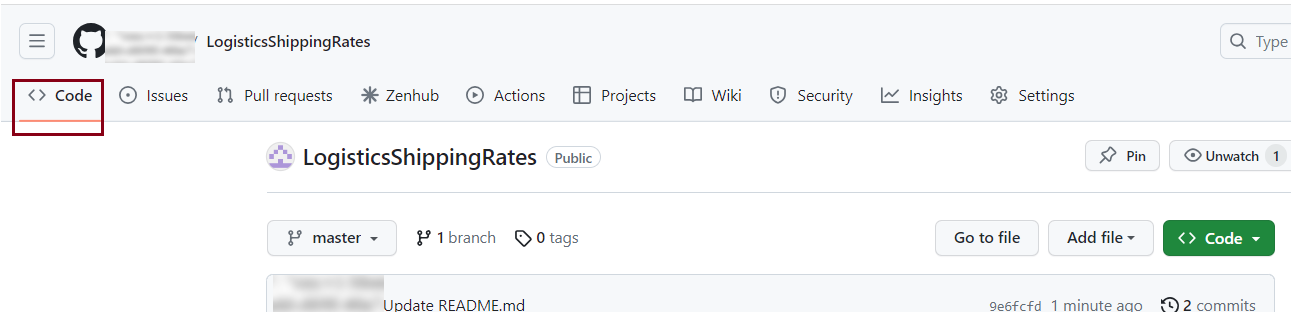 / LogisticsShippingRates
Type
Code Issues Pull requests Zenhub Actions Projects Wiki Security Insights Settings
LogisticsShippingRates Public
Pin Unwatch 1
master 1 branch 0 tags Go to file Add file Code
Update README.md 9e6fcfd 1 minute ago 2 commits